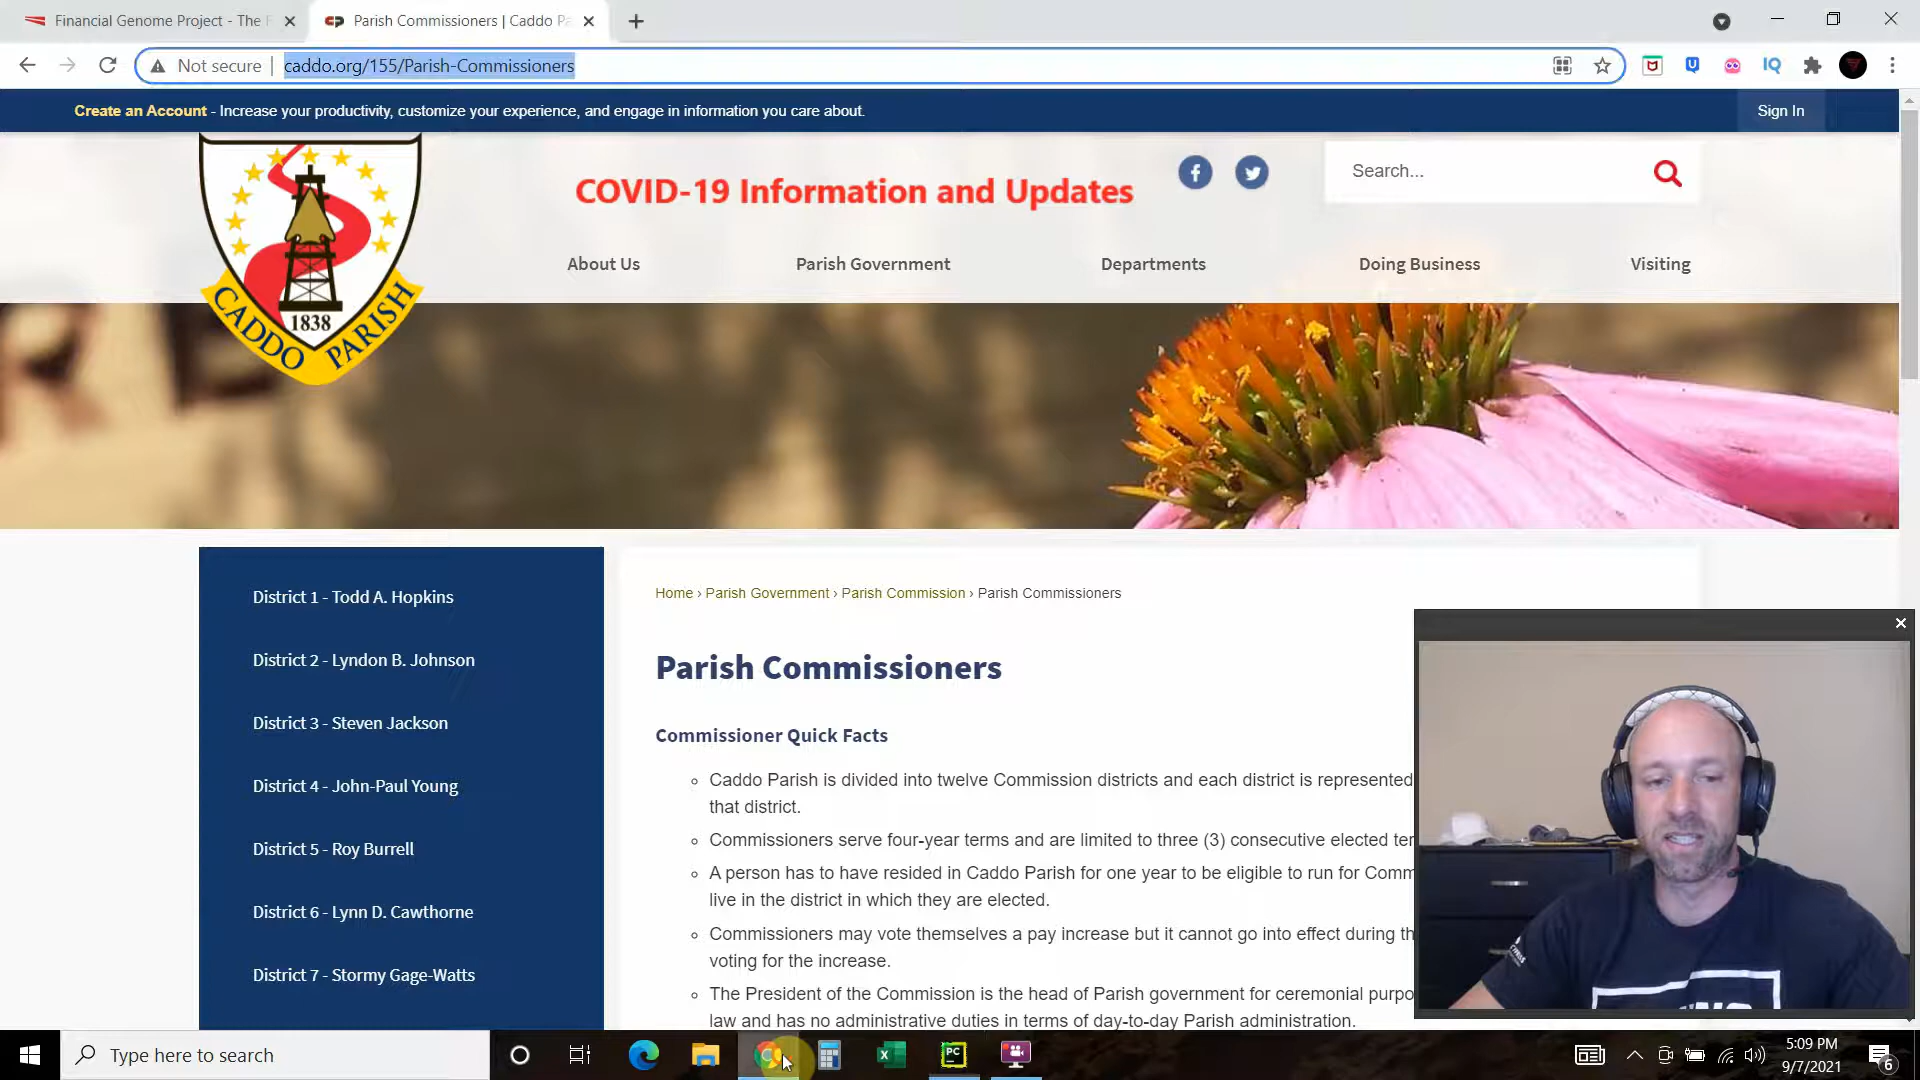 Financial Genome Project - The
Parish Commissioners | Caddo Pa
Not secure
caddo.org/155/Parish-Commissioners
IQ
Create an Account - Increase your productivity, customize your experience, and engage in information you care about.
Sign In
COVID-19 Information and Updates
Search...
About Us
Parish Government
Departments
Doing Business
Visiting
1838
CADDO PARISH
District 1 - Todd A. Hopkins
District 2 - Lyndon B. Johnson
District 3 - Steven Jackson
District 4 - John-Paul Young
District 5 - Roy Burrell
District 6 - Lynn D. Cawthorne
District 7 - Stormy Gage-Watts
Home › Parish Government › Parish Commission › Parish Commissioners
Parish Commissioners
Commissioner Quick Facts
Caddo Parish is divided into twelve Commission districts and each district is represented
that district.
Commissioners serve four-year terms and are limited to three (3) consecutive elected ter
A person has to have resided in Caddo Parish for one year to be eligible to run for Comm
live in the district in which they are elected.
Commissioners may vote themselves a pay increase but it cannot go into effect during th
voting for the increase.
The President of the Commission is the head of Parish government for ceremonial purpo
law and has no administrative duties in terms of day-to-day Parish administration.
Type here to search
PC
5:09 PM
9/7/2021
6